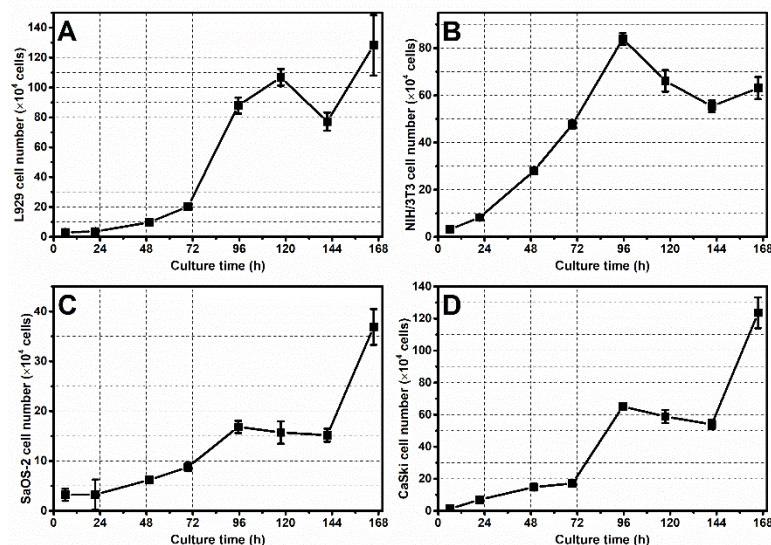 A
L929 cell number (×10⁴ cells)
140
120
100
80
60
40
20
0
0 24 48 72 96 120 144 168
Culture time (h)
B
NIH/3T3 cell number (×10⁴ cells)
80
60
40
20
0
0 24 48 72 96 120 144 168
Culture time (h)
C
SaOS-2 cell number (×10⁴ cells)
40
30
20
10
0
0 24 48 72 96 120 144 168
Culture time (h)
D
CaSki cell number (×10⁴ cells)
140
120
100
80
60
40
20
0
0 24 48 72 96 120 144 168
Culture time (h)